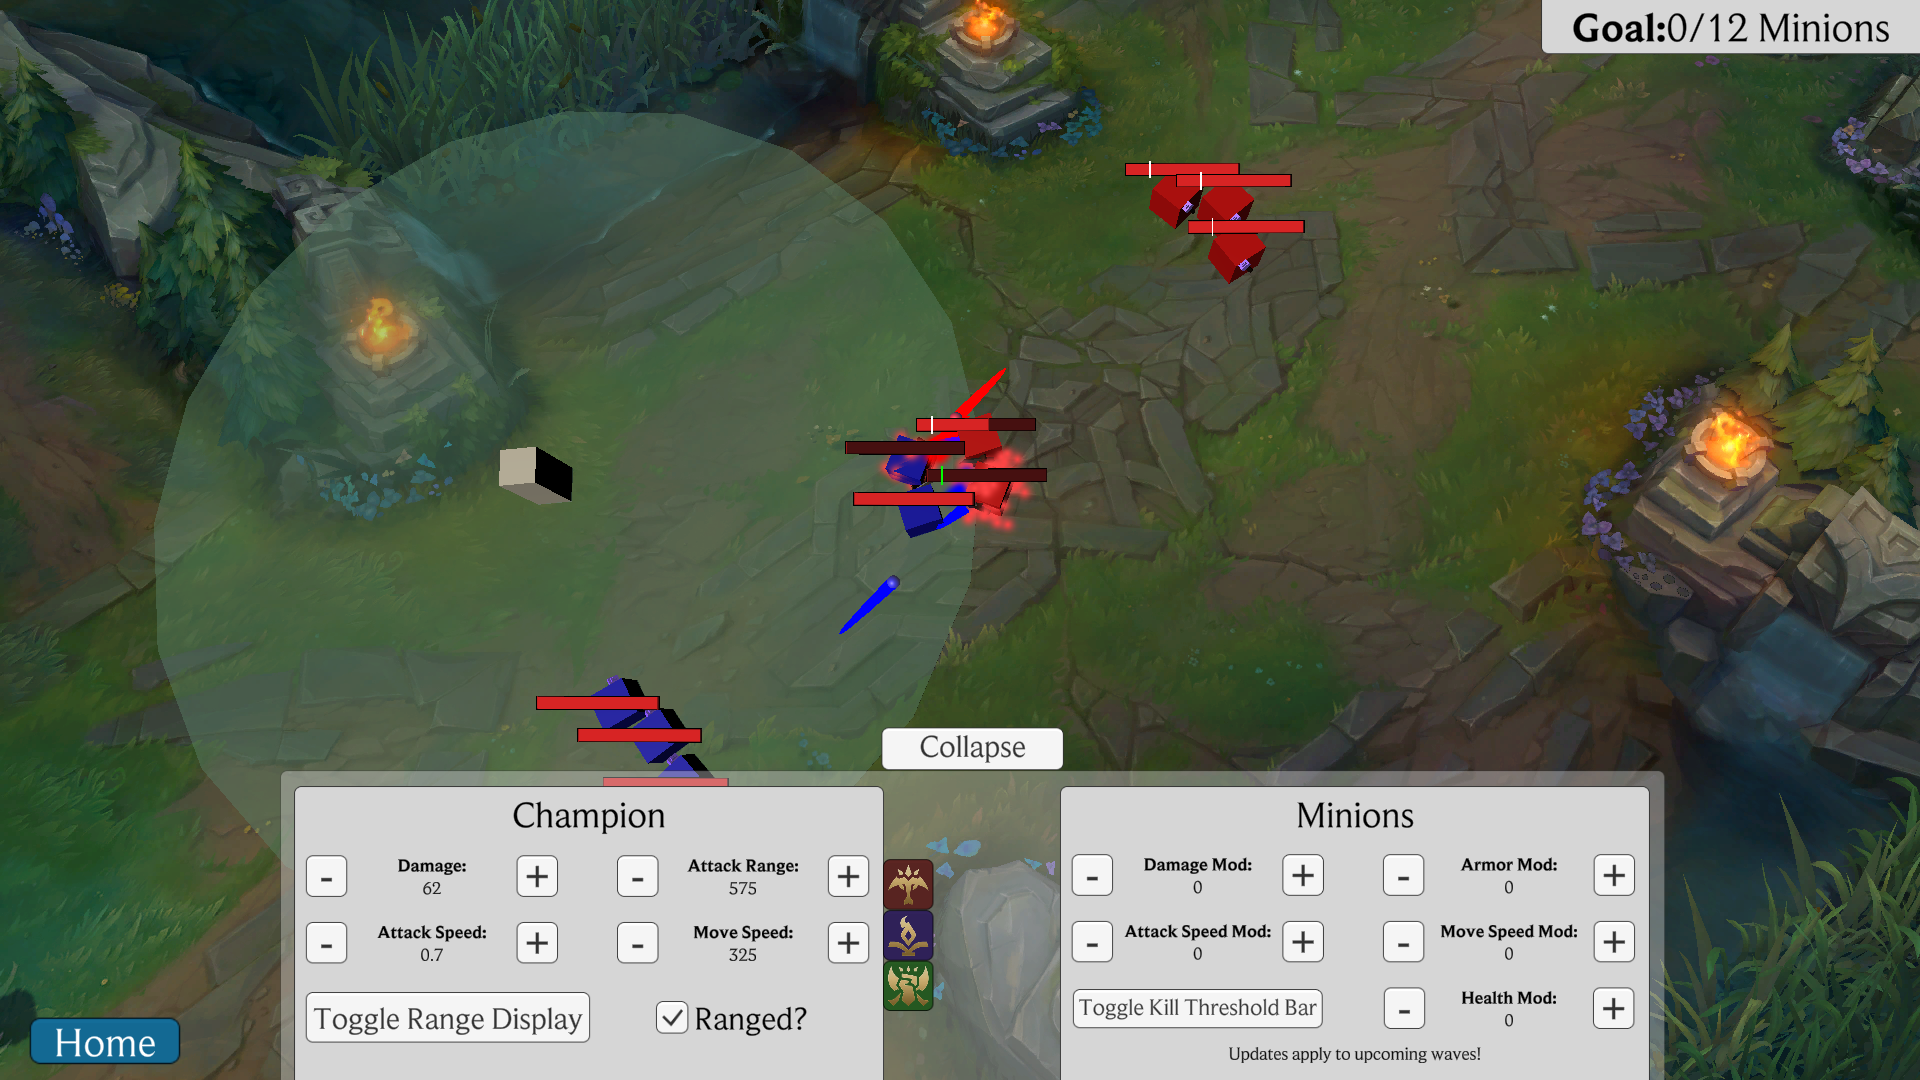 Goal:0/12 Minions
Collapse
Champion
- Damage: +
62
- Attack Range: +
575
- Attack Speed: +
0.7
- Move Speed: +
325
Toggle Range Display
Ranged?
Minions
- Damage Mod: +
0
- Armor Mod: +
0
- Attack Speed Mod: +
0
- Move Speed Mod: +
0
Toggle Kill Threshold Bar
- Health Mod: +
0
Updates apply to upcoming waves!
Home